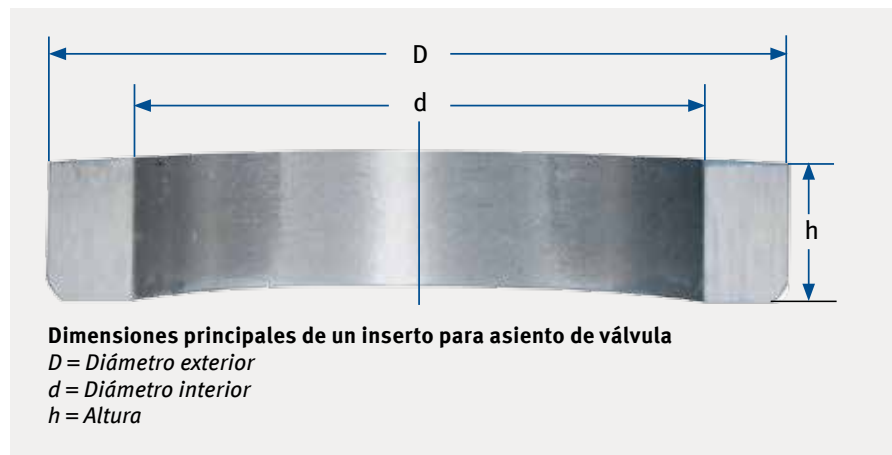 D
d
h
Dimensiones principales de un inserto para asiento de válvula
D = Diámetro exterior
d = Diámetro interior
h = Altura